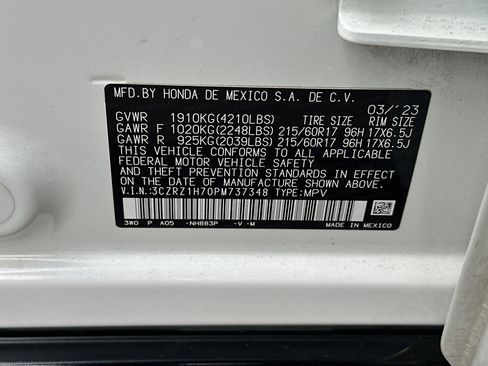 MFD.BY HONDA DE MEXICO S.A. DE C.V.
03/'23
GVWR 1910KG(4210LBS) TIRE SIZE RIM SIZE
GAWR F 1020KG(2248LBS) 215/60R17 96H 17X6.5J
GAWR R 925KG(2039LBS) 215/60R17 96H 17X6.5J
THIS VEHICLE CONFORMS TO ALL APPLICABLE
FEDERAL MOTOR VEHICLE SAFETY
AND THEFT PREVENTION STANDARDS IN EFFECT
ON THE DATE OF MANUFACTURE SHOWN ABOVE.
V.I.N.:3CZRZ1H70PM737348 TYPE:MPV
3W0 P A05 -NH883P -V -M MADE IN MEXICO